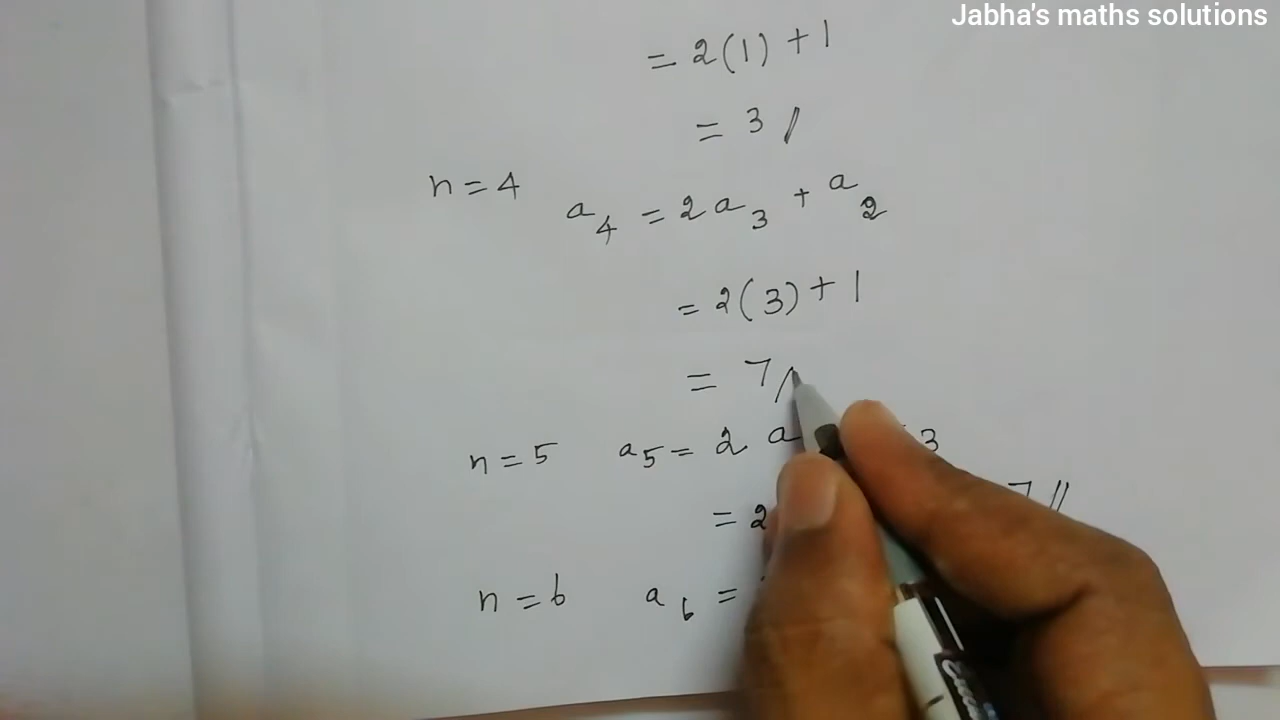 Jabha's maths solutions
= 2(1) + 1
= 3 //
n = 4 a₄ = 2a₃ + a₂
= 2(3) + 1
= 7 //
n = 5 a₅ = 2 a ₃
= 2 7 //
n = 6 a₆ =